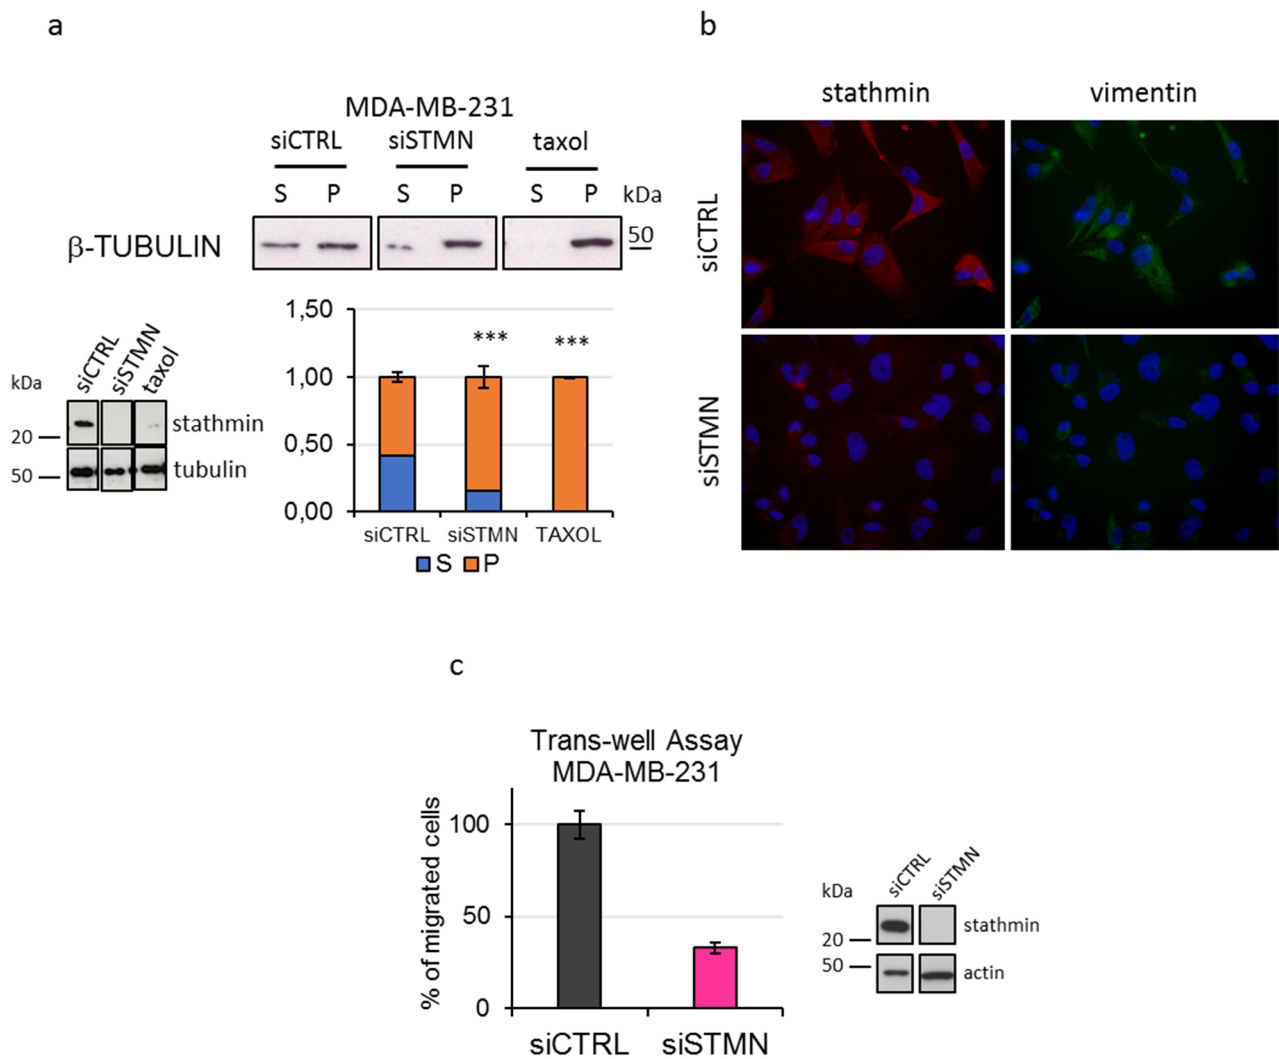 a
MDA-MB-231
siCTRL siSTMN taxol
S P S P S P kDa
β-TUBULIN 50
1,50
1,00
0,50
0,00
*** ***
siCTRL siSTMN TAXOL
S P
siCTRL siSTMN taxol
kDa
20 stathmin
50 tubulin
b
stathmin vimentin
siCTRL
siSTMN
c
Trans-well Assay
MDA-MB-231
% of migrated cells
100
50
0
siCTRL siSTMN
siCTRL siSTMN
kDa
20 stathmin
50 actin